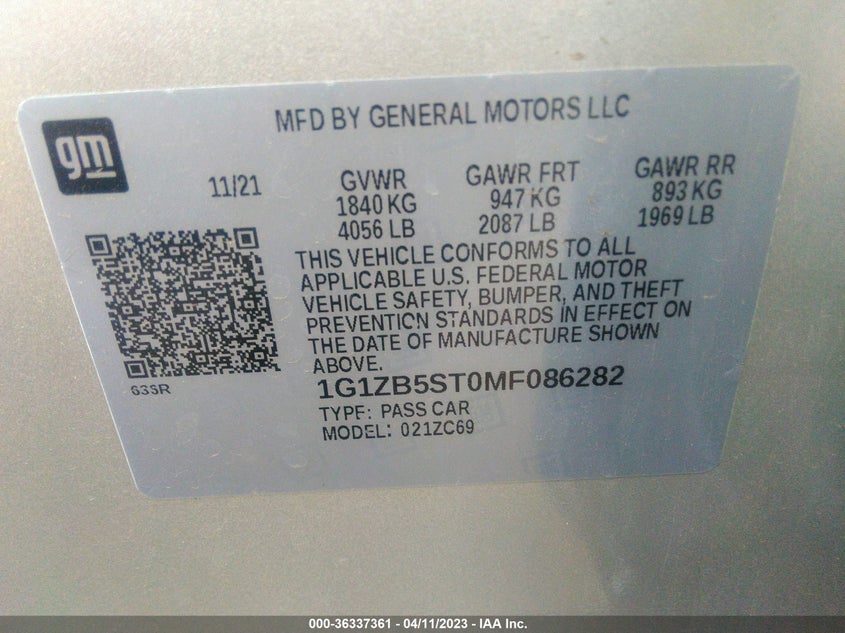 MFD BY GENERAL MOTORS LLC
gm
11/21
GVWR
1840 KG
4056 LB
GAWR FRT
947 KG
2087 LB
GAWR RR
893 KG
1969 LB
THIS VEHICLE CONFORMS TO ALL
APPLICABLE U.S. FEDERAL MOTOR
VEHICLE SAFETY, BUMPER, AND THEFT
PREVENTION STANDARDS IN EFFECT ON
THE DATE OF MANUFACTURE SHOWN
ABOVE.
63SR
1G1ZB5ST0MF086282
TYPE: PASS CAR
MODEL: 021ZC69
000-36337361 - 04/11/2023 - IAA Inc.